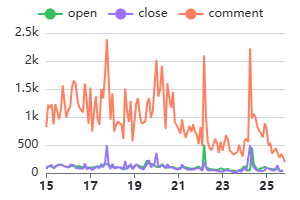 open close comment
2.5k
2k
1.5k
1k
500
0
15 17 19 21 23 25